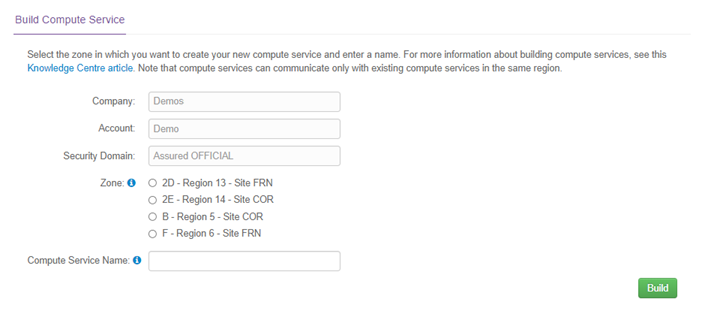 Build Compute Service
Select the zone in which you want to create your new compute service and enter a name. For more information about building compute services, see this
Knowledge Centre article. Note that compute services can communicate only with existing compute services in the same region.
Company: Demos
Account: Demo
Security Domain: Assured OFFICIAL
Zone: 2D - Region 13 - Site FRN
2E - Region 14 - Site COR
B - Region 5 - Site COR
F - Region 6 - Site FRN
Compute Service Name:
Build